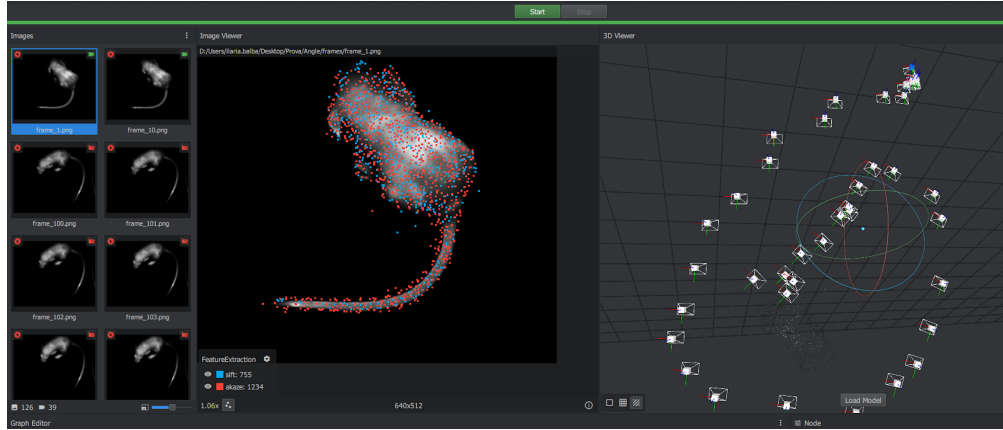 Start
Stop
Images
Image Viewer
3D Viewer
D:/Users/ilaria.balba/Desktop/Prova/Angle/frames/frame_1.png
frame_1.png
frame_10.png
frame_100.png
frame_101.png
frame_102.png
frame_103.png
FeatureExtraction
sift: 755
akaze: 1234
126
39
1.06x
640x512
Load Model
Graph Editor
Node